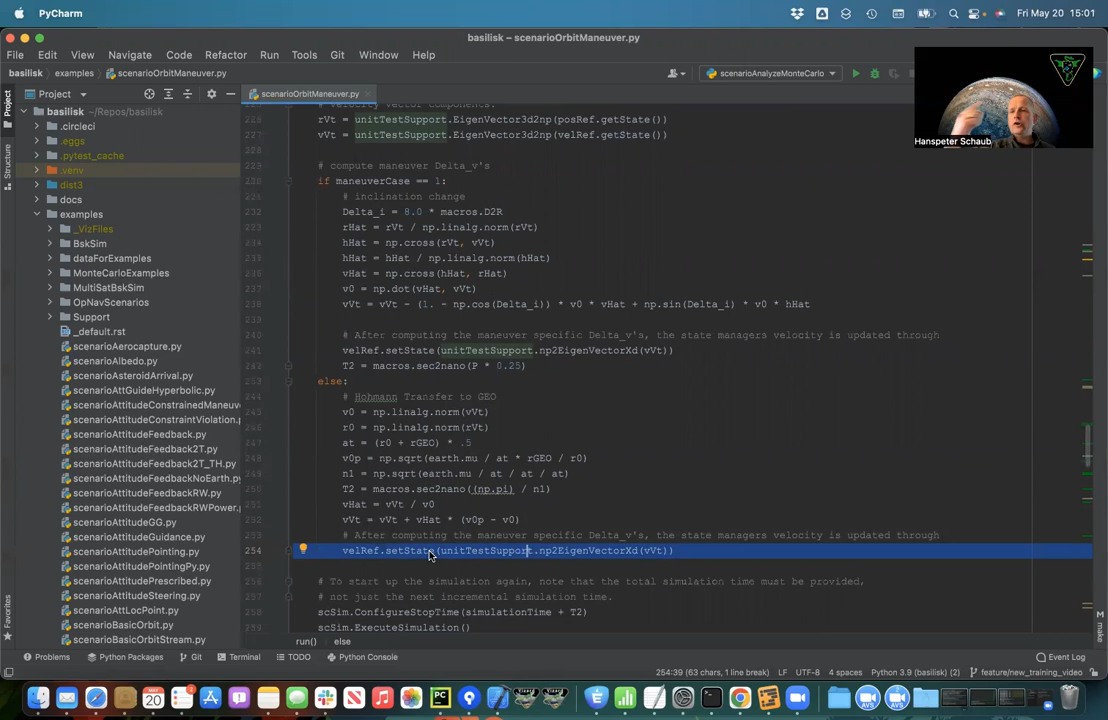 PyCharm
Fri May 20 15:01
basilisk – scenarioOrbitManeuver.py
File Edit View Navigate Code Refactor Run Tools Git Window Help
basilisk examples scenarioOrbitManeuver.py
scenarioAnalyzeMonteCarlo
Project
scenarioOrbitManeuver.py
Hanspeter Schaub
Project
Structure
Favorites
make
basilisk ~/Repos/basilisk
.circleci
.eggs
.pytest_cache
.venv
dist3
docs
examples
_VizFiles
BskSim
dataForExamples
MonteCarloExamples
MultiSatBskSim
OpNavScenarios
Support
_default.rst
scenarioAerocapture.py
scenarioAlbedo.py
scenarioAsteroidArrival.py
scenarioAttGuideHyperbolic.py
scenarioAttitudeConstrainedManeuv
scenarioAttitudeConstraintViolation.
scenarioAttitudeFeedback.py
scenarioAttitudeFeedback2T.py
scenarioAttitudeFeedback2T_TH.py
scenarioAttitudeFeedbackNoEarth.py
scenarioAttitudeFeedbackRW.py
scenarioAttitudeFeedbackRWPower.
scenarioAttitudeGG.py
scenarioAttitudeGuidance.py
scenarioAttitudePointing.py
scenarioAttitudePointingPy.py
scenarioAttitudePrescribed.py
scenarioAttitudeSteering.py
scenarioAttLocPoint.py
scenarioBasicOrbit.py
scenarioBasicOrbitStream.py
# velocity vector components.
rVt = unitTestSupport.EigenVector3d2np(posRef.getState())
vVt = unitTestSupport.EigenVector3d2np(velRef.getState())
# compute maneuver Delta_v's
if maneuverCase == 1:
# inclination change
Delta_i = 8.0 * macros.D2R
rHat = rVt / np.linalg.norm(rVt)
hHat = np.cross(rVt, vVt)
hHat = hHat / np.linalg.norm(hHat)
vHat = np.cross(hHat, rHat)
v0 = np.dot(vHat, vVt)
vVt = vVt - (1. - np.cos(Delta_i)) * v0 * vHat + np.sin(Delta_i) * v0 * hHat
# After computing the maneuver specific Delta_v's, the state managers velocity is updated through
velRef.setState(unitTestSupport.np2EigenVectorXd(vVt))
T2 = macros.sec2nano(P * 0.25)
else:
# Hohmann Transfer to GEO
v0 = np.linalg.norm(vVt)
r0 = np.linalg.norm(rVt)
at = (r0 + rGEO) * .5
v0p = np.sqrt(earth.mu / at * rGEO / r0)
n1 = np.sqrt(earth.mu / at / at / at)
T2 = macros.sec2nano((np.pi) / n1)
vHat = vVt / v0
vVt = vVt + vHat * (v0p - v0)
# After computing the maneuver specific Delta_v's, the state managers velocity is updated through
254 velRef.setState(unitTestSupport.np2EigenVectorXd(vVt))
# To start up the simulation again, note that the total simulation time must be provided,
# not just the next incremental simulation time.
scSim.ConfigureStopTime(simulationTime + T2)
scSim.ExecuteSimulation()
run() else
Problems Python Packages Git Terminal TODO Python Console Event Log
254:39 (63 chars, 1 line break) LF UTF-8 4 spaces Python 3.9 (basilisk) (2) feature/new_training_video